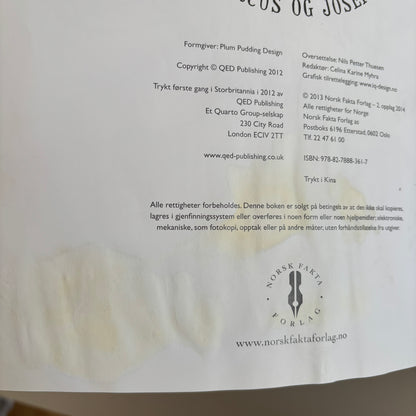 OG JOSEF
Formgiver: Plum Pudding Design
Copyright © QED Publishing 2012
Trykt første gang i Storbritannia i 2012 av
QED Publishing
Et Quarto Group-selskap
230 City Road
London ECIV 2TT
www.qed-publishing.co.uk
Oversettelse: Nils Petter Thuesen
Redaktør: Celina Karine Myhra
Grafisk tilrettelegging: www.iq-design.no
© 2013 Norsk Fakta Forlag – 2. opplag 2014
Alle rettigheter for Norge
Norsk Fakta Forlag as
Postboks 6196 Etterstad, 0602 Oslo
Tlf. 22 47 61 00
ISBN: 978-82-7888-361-7
Trykt i Kina
Alle rettigheter forbeholdes. Denne boken er solgt på betingelse av at den ikke skal kopieres,
lagres i gjenfinningssystem eller overføres i noen form eller noen hjelpemidler; elektroniske,
mekaniske, som fotokopi, opptak eller på andre måter, uten forhåndstillatelse fra utgiver.
NORSK FAKTA
FORLAG
www.norskfaktaforlag.no